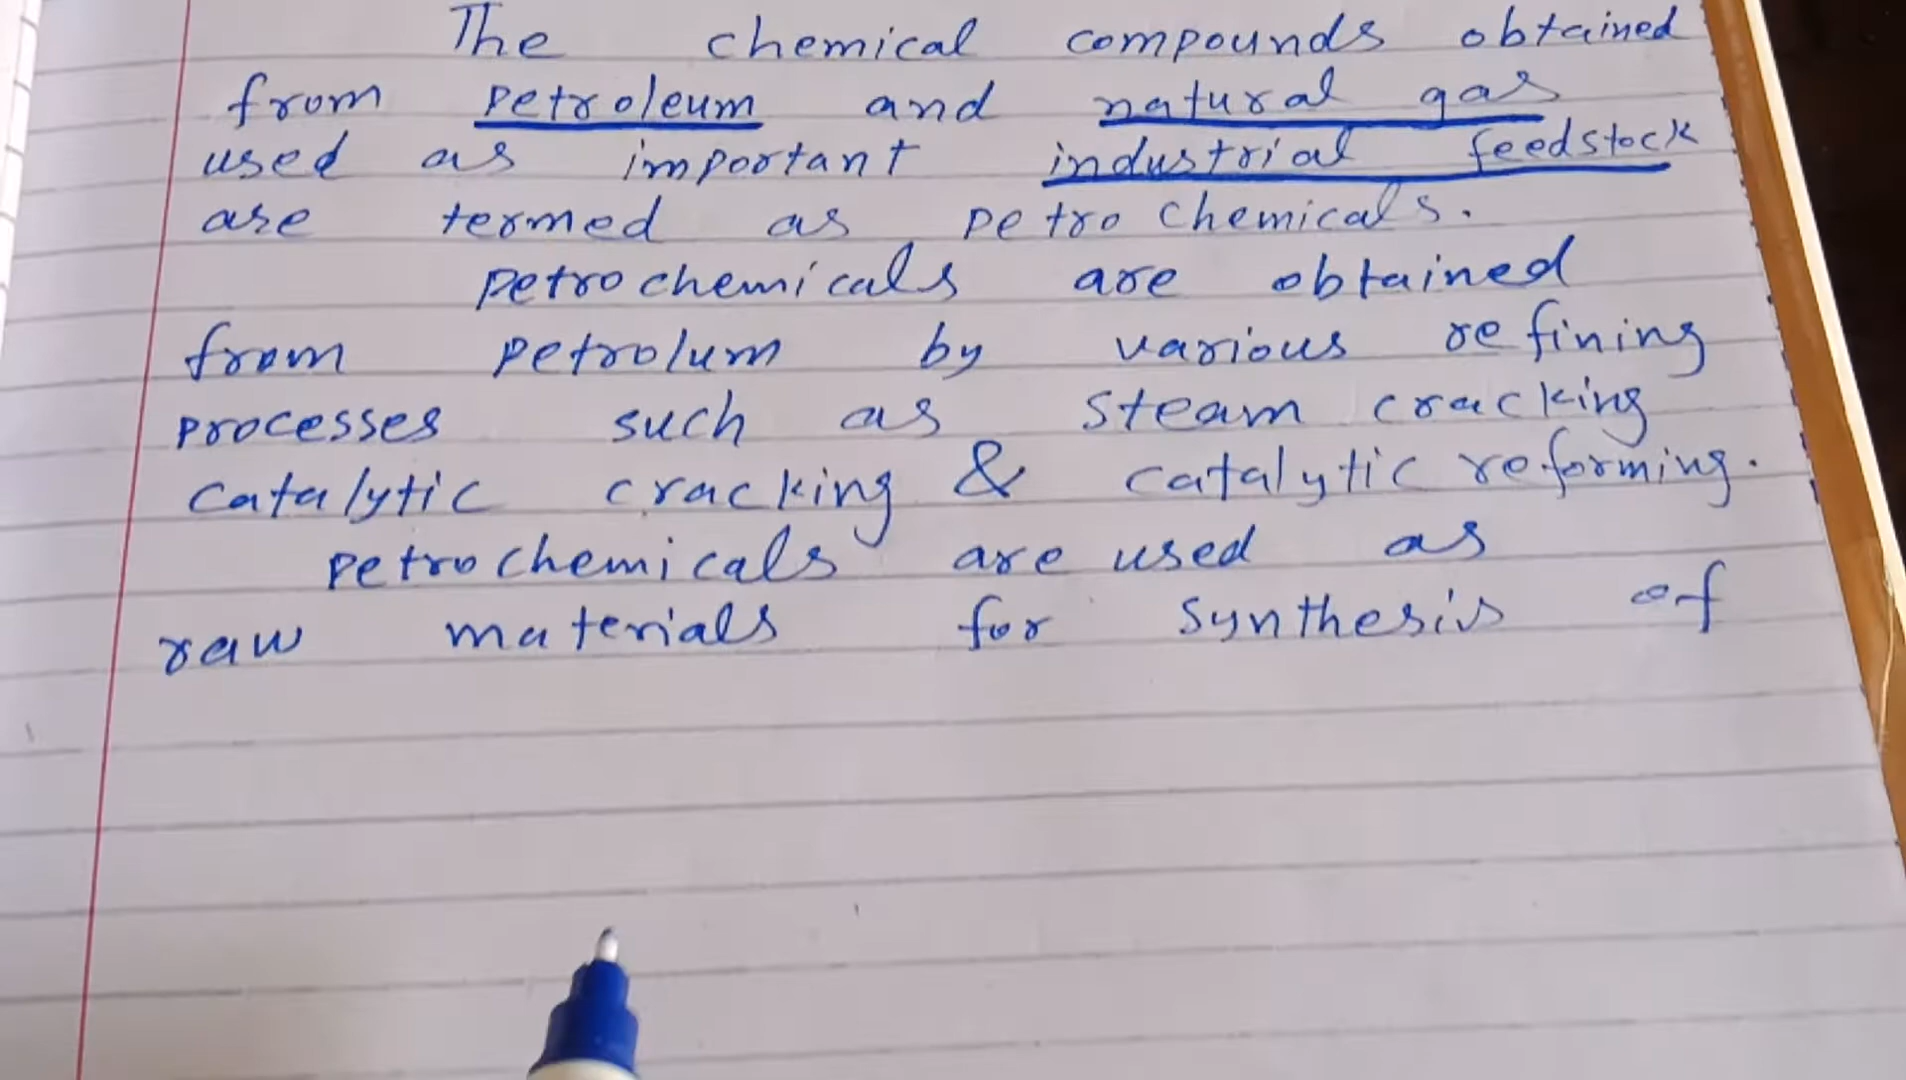 The chemical compounds obtained
from petroleum and natural gas
used as important industrial feedstock
are termed as petrochemicals.
petrochemicals are obtained
from petrolum by various refining
processes such as steam cracking
catalytic cracking & catalytic reforming.
petrochemicals are used as
raw materials for synthesis of